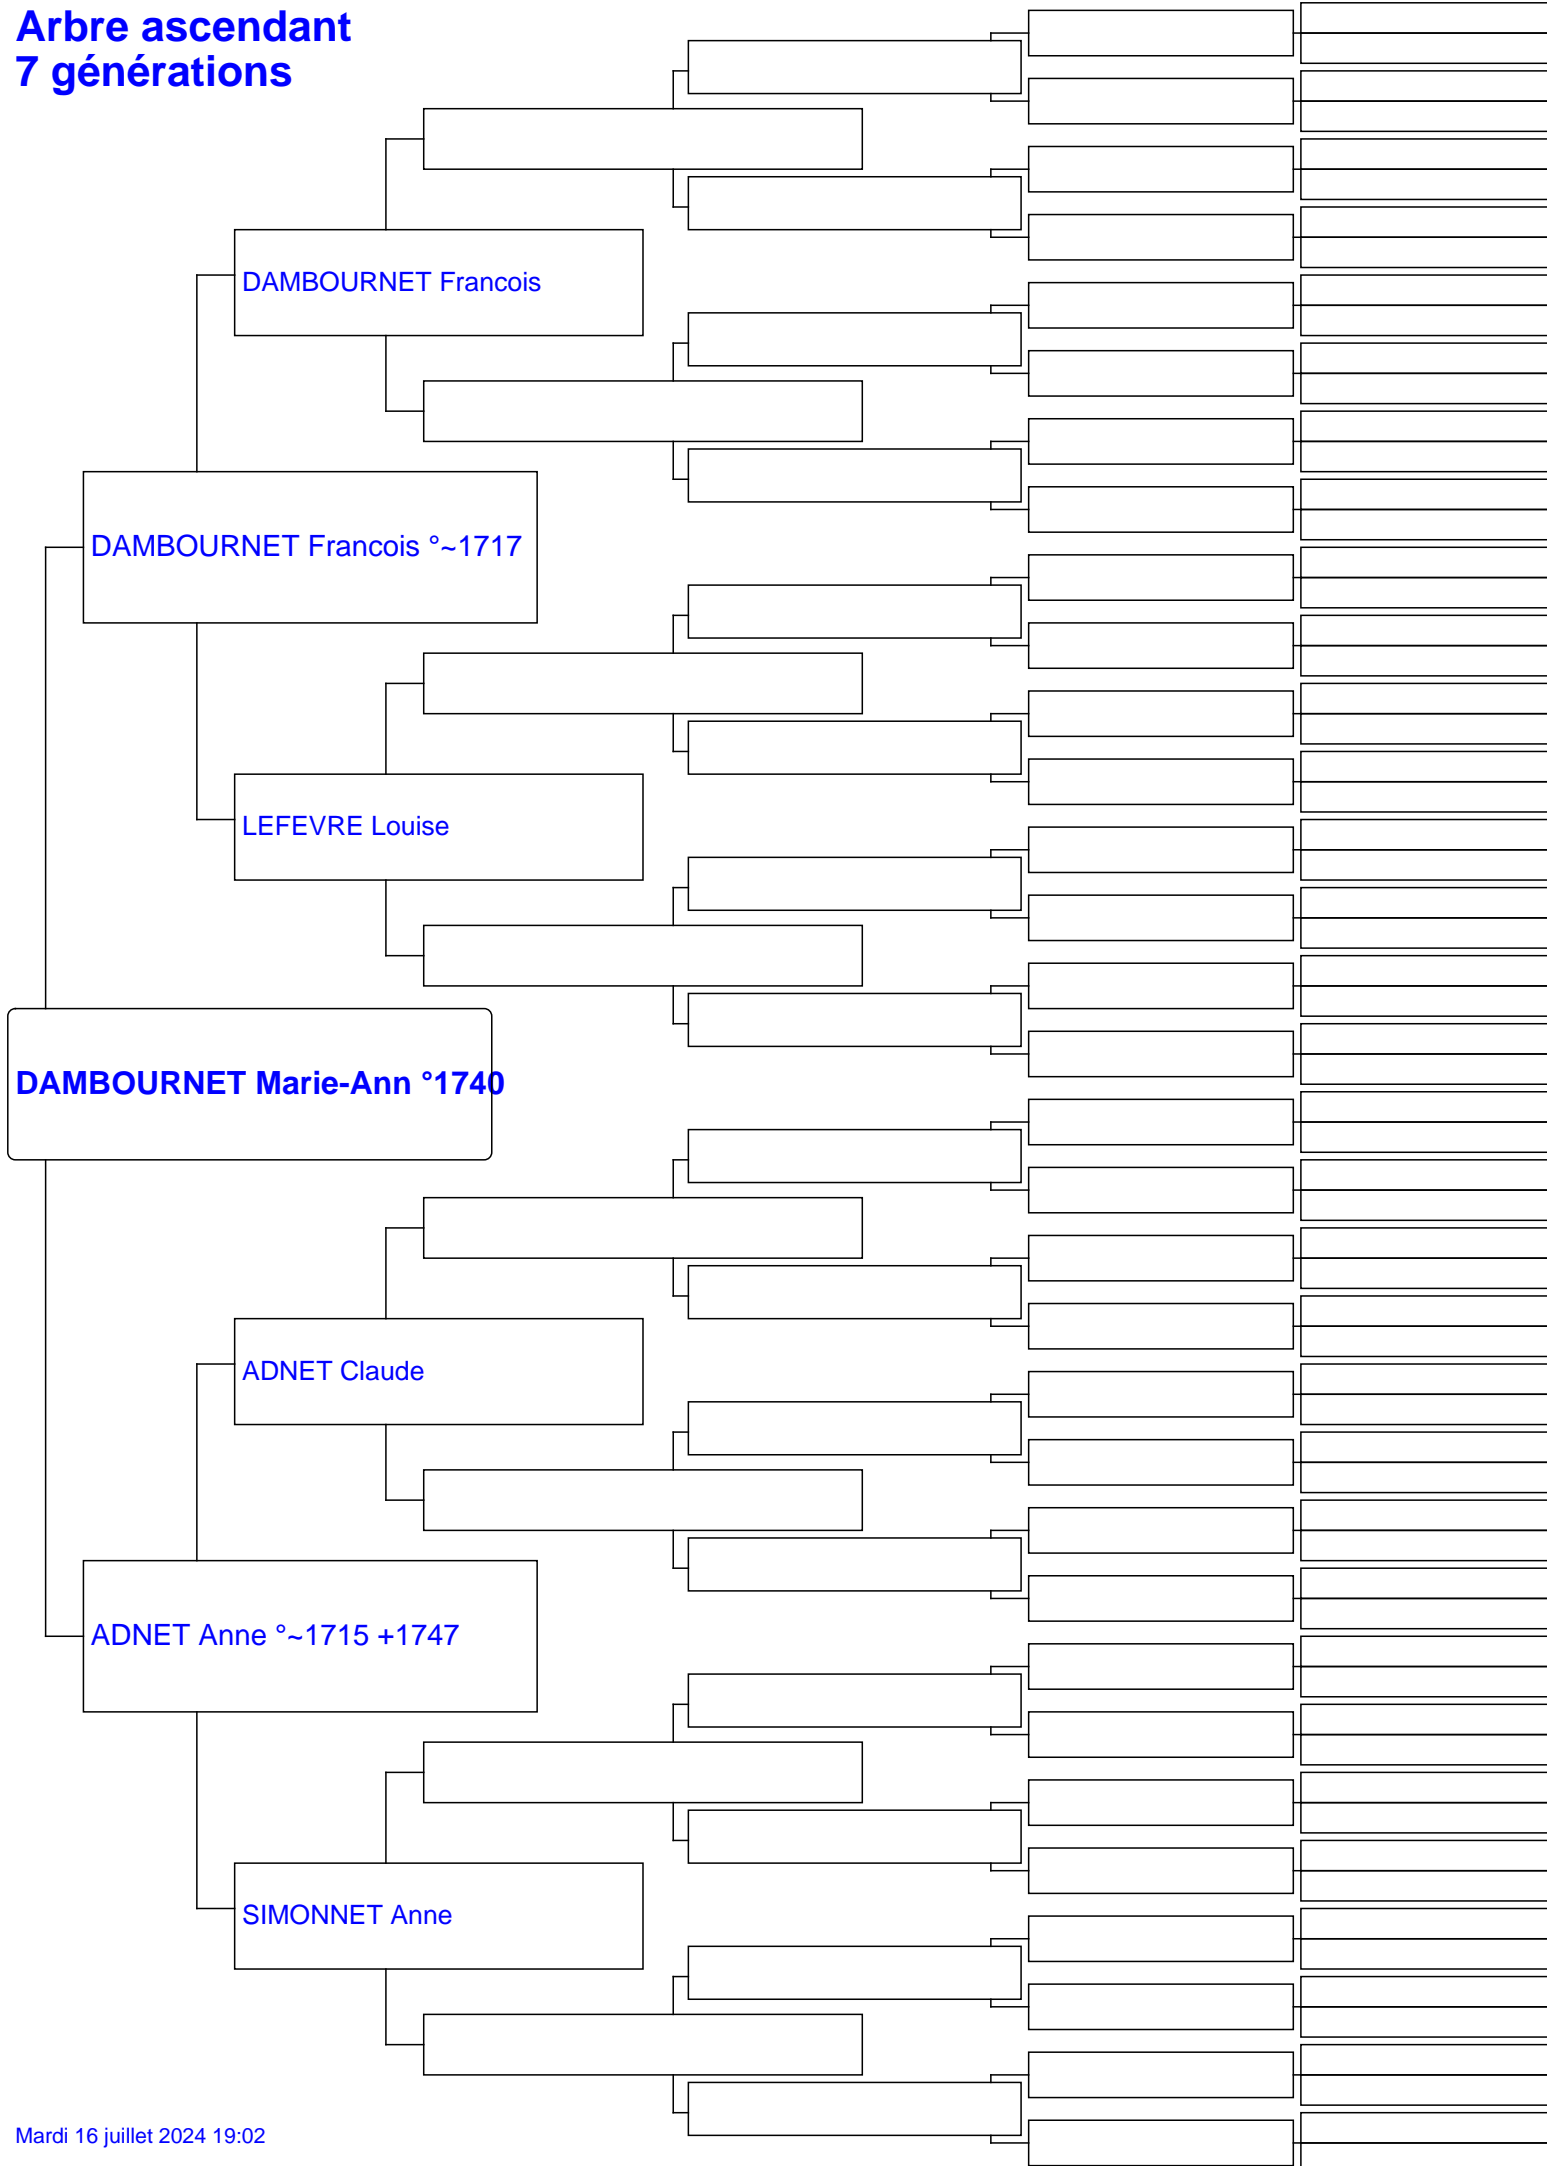 Arbre ascendant
7 générations
DAMBOURNET Francois
DAMBOURNET Francois °~1717
LEFEVRE Louise
DAMBOURNET Marie-Ann °1740
ADNET Claude
ADNET Anne °~1715 +1747
SIMONNET Anne
Mardi 16 juillet 2024 19:02